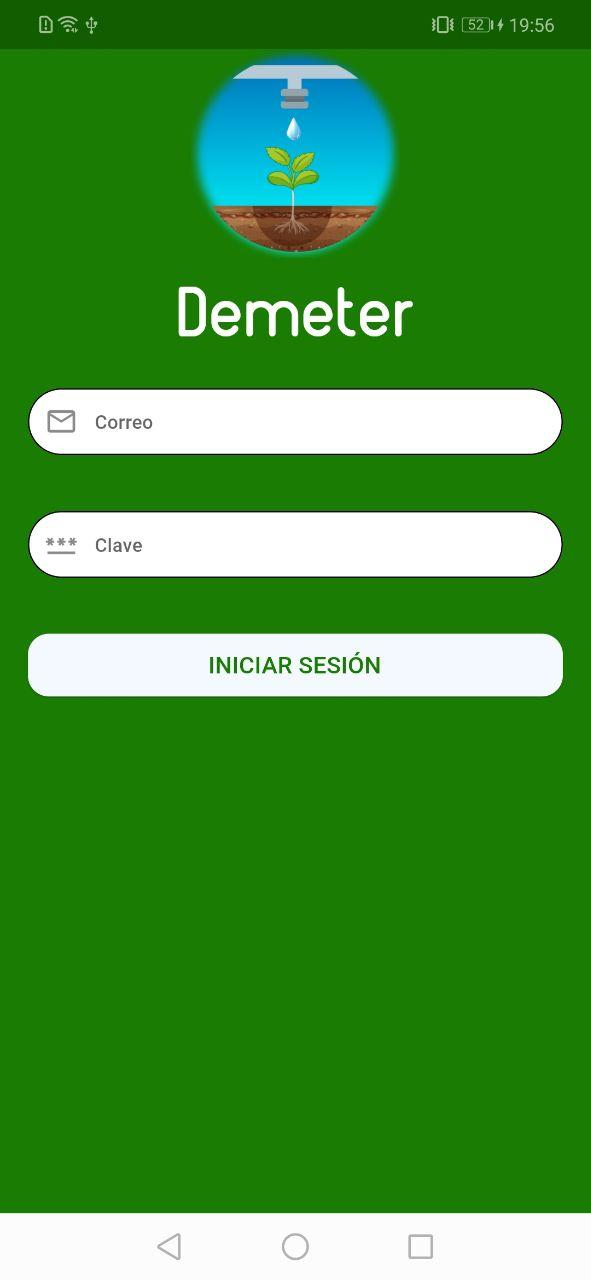 52 19:56
Demeter
Correo
*** Clave
INICIAR SESIÓN